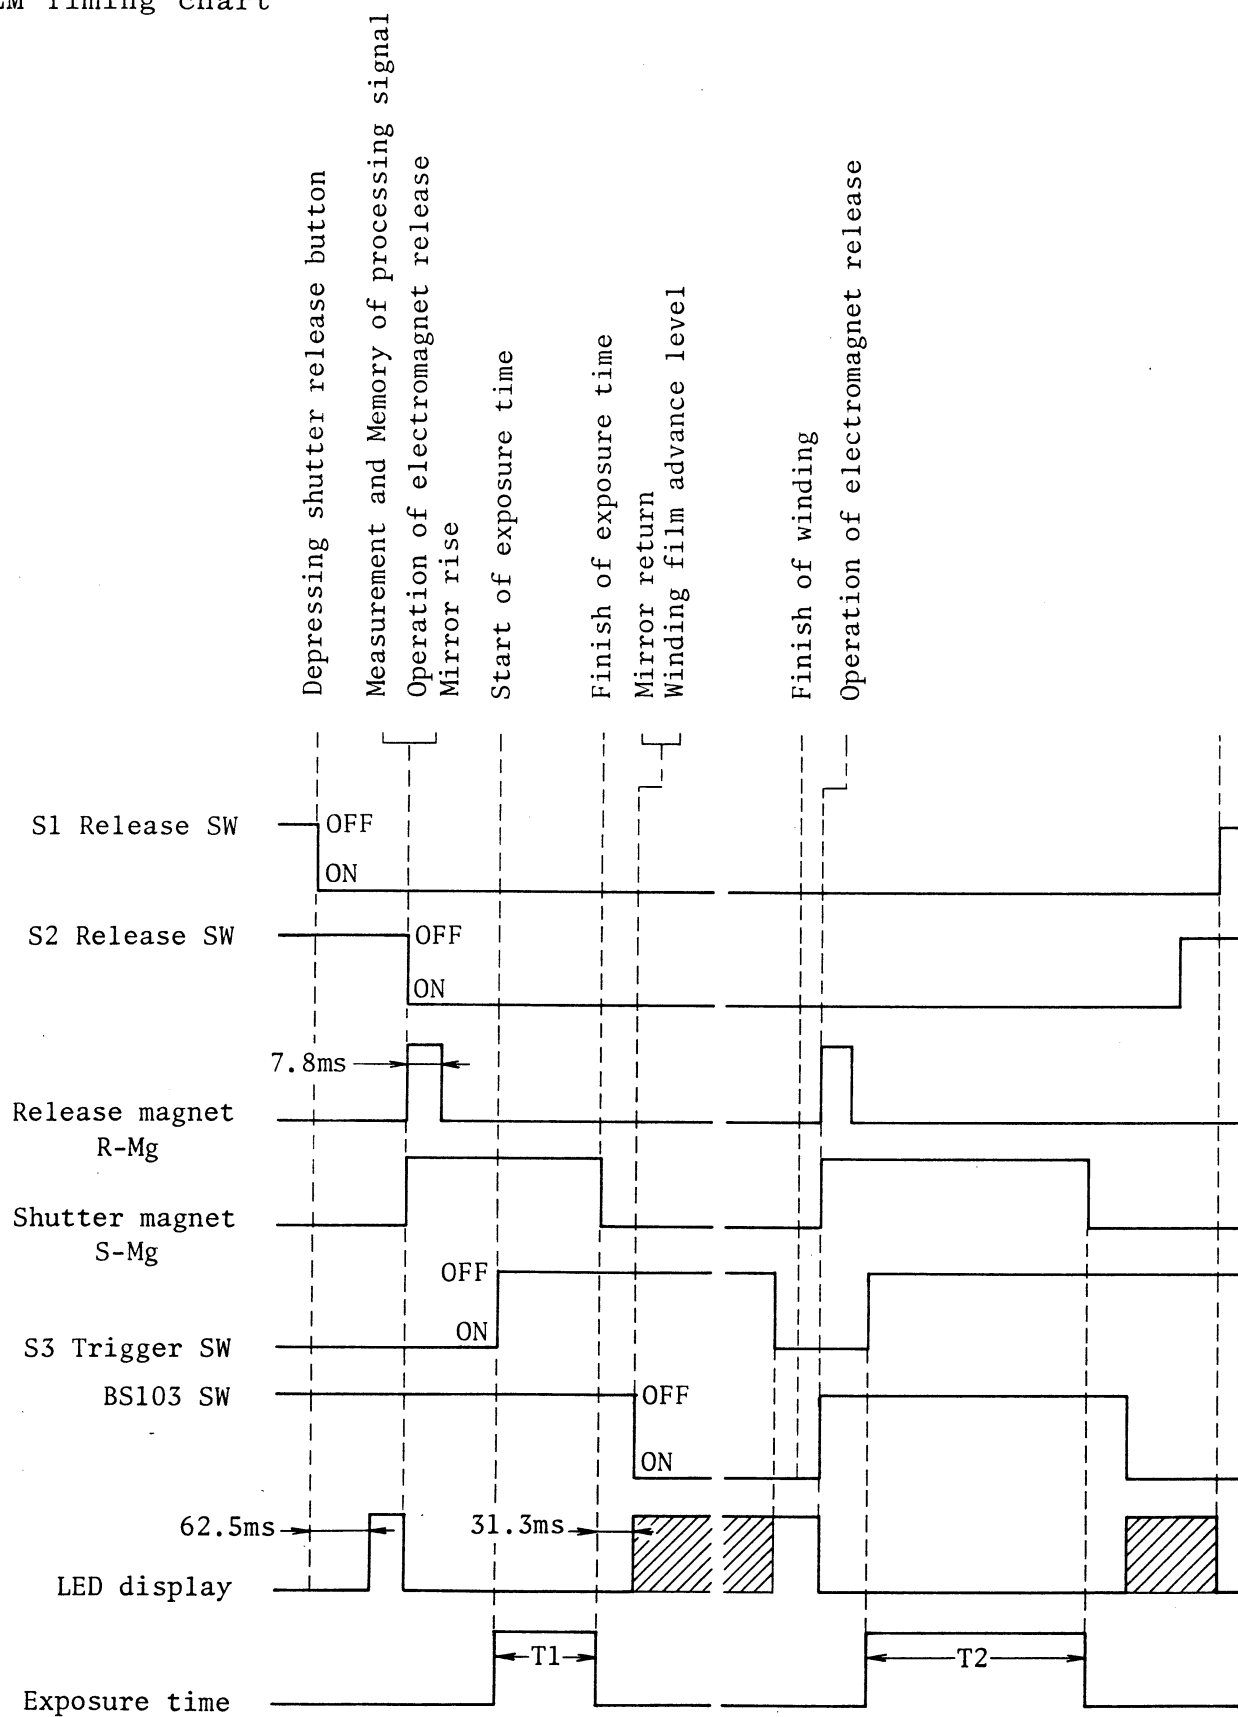 Timing chart
Depressing shutter release button
Measurement and Memory of processing signal
Operation of electromagnet release
Mirror rise
Start of exposure time
Finish of exposure time
Mirror return
Winding film advance level
Finish of winding
Operation of electromagnet release
S1 Release SW
OFF
ON
S2 Release SW
OFF
ON
7.8ms
Release magnet
R-Mg
Shutter magnet
S-Mg
OFF
ON
S3 Trigger SW
BS103 SW
OFF
ON
62.5ms
31.3ms
LED display
T1
T2
Exposure time